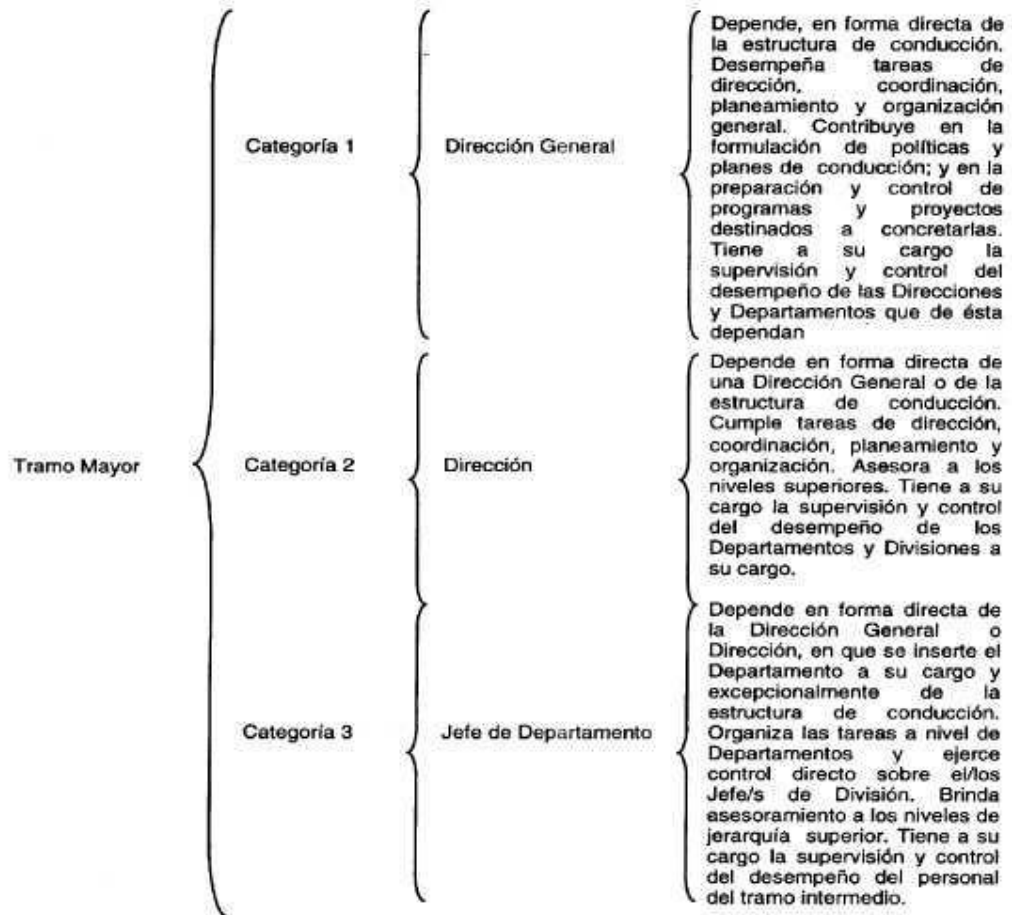 Tramo Mayor
Categoría 1
Dirección General
Depende, en forma directa de
la estructura de conducción.
Desempeña tareas de
dirección, coordinación,
planeamiento y organización
general. Contribuye en la
formulación de políticas y
planes de conducción; y en la
preparación y control de
programas y proyectos
destinados a concretarlas.
Tiene a su cargo la
supervisión y control del
desempeño de las Direcciones
y Departamentos que de ésta
dependan
Categoría 2
Dirección
Depende en forma directa de
una Dirección General o de la
estructura de conducción.
Cumple tareas de dirección,
coordinación, planeamiento y
organización. Asesora a los
niveles superiores. Tiene a su
cargo la supervisión y control
del desempeño de los
Departamentos y Divisiones a
su cargo.
Categoría 3
Jefe de Departamento
Depende en forma directa de
la Dirección General o
Dirección, en que se inserte el
Departamento a su cargo y
excepcionalmente de la
estructura de conducción.
Organiza las tareas a nivel de
Departamentos y ejerce
control directo sobre el/los
Jefe/s de División. Brinda
asesoramiento a los niveles de
jerarquía superior. Tiene a su
cargo la supervisión y control
del desempeño del personal
del tramo intermedio.